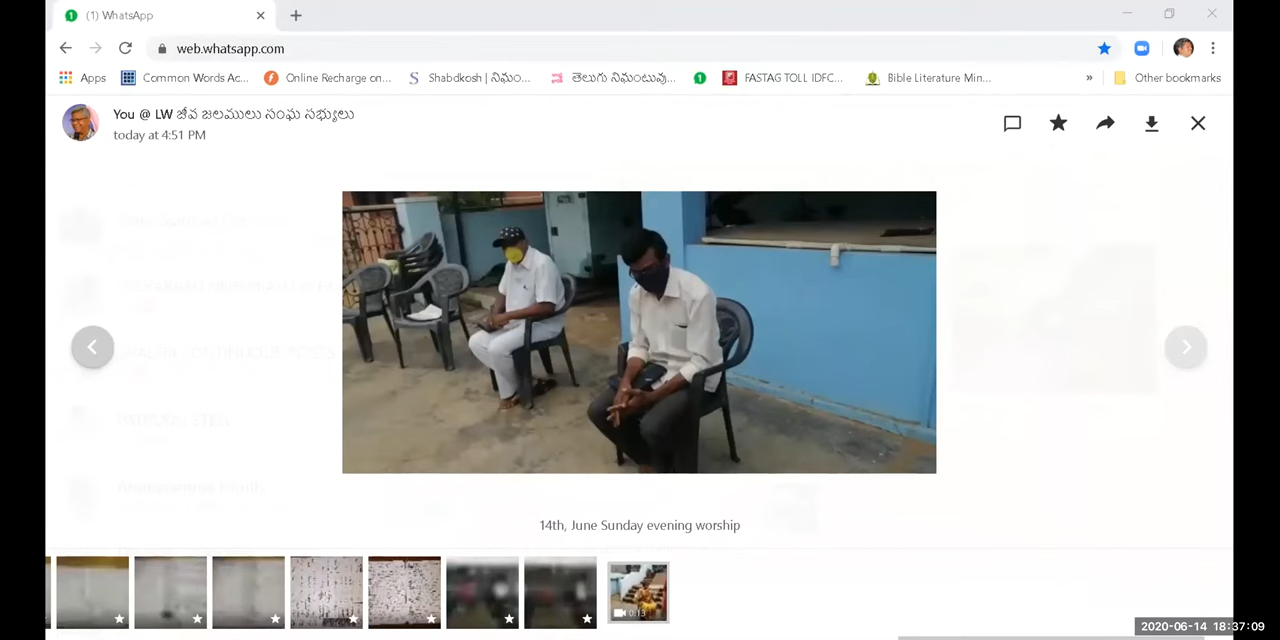 (1) WhatsApp
web.whatsapp.com
Apps Common Words Ac... Online Recharge on... Shabdkosh | నిఘం... తెలుగు నిఘంటువు... FASTAG TOLL IDFC... Bible Literature Min... » Other bookmarks
You @ LW జీవ జలములు సంఘ సభ్యులు
today at 4:51 PM
14th, June Sunday evening worship
0:13
2020-06-14 18:37:09